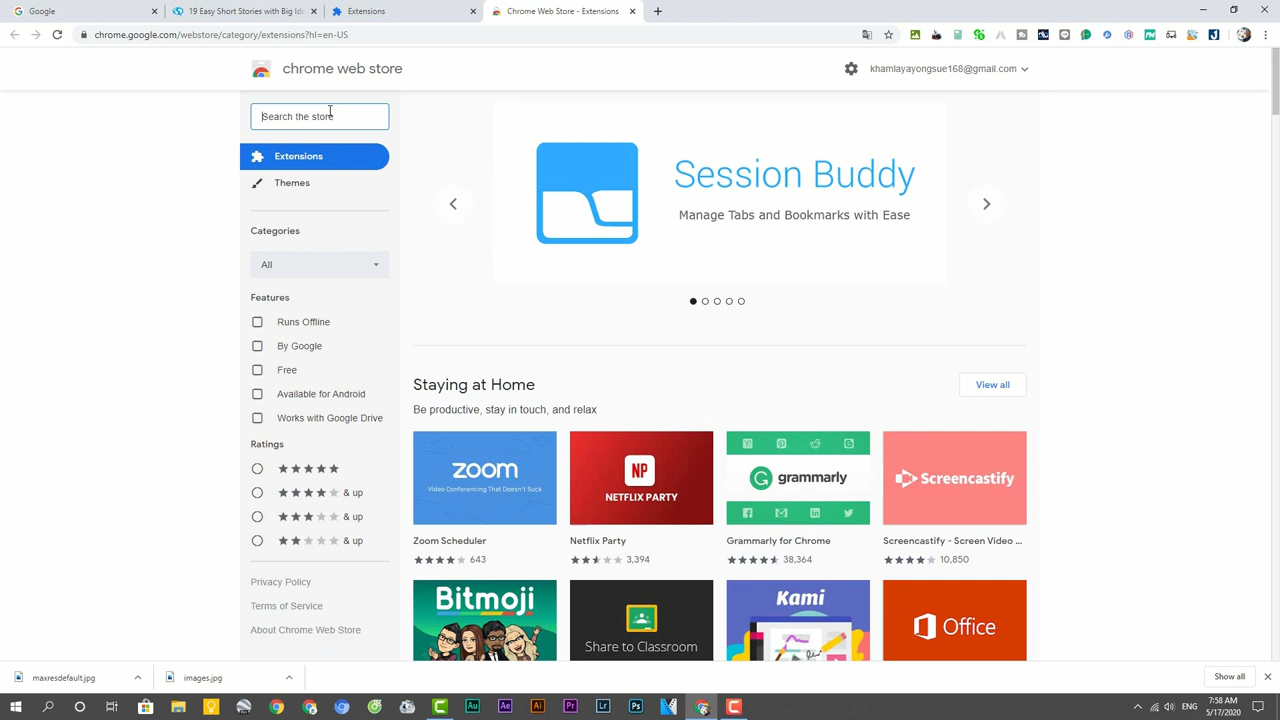 Google
19 Easy Short Stories with Big Id
Extensions
Chrome Web Store - Extensions
chrome.google.com/webstore/category/extensions?hl=en-US
chrome web store
khamlayayongsue168@gmail.com
Search the store
Extensions
Themes
Categories
All
Features
Runs Offline
By Google
Free
Available for Android
Works with Google Drive
Ratings
& up
& up
& up
Privacy Policy
Terms of Service
About Chrome Web Store
Session Buddy
Manage Tabs and Bookmarks with Ease
Staying at Home
View all
Be productive, stay in touch, and relax
zoom
Video Conferencing That Doesn't Suck
NP
NETFLIX PARTY
grammarly
Screencastify
Zoom Scheduler
643
Netflix Party
3,394
Grammarly for Chrome
38,364
Screencastify - Screen Video ...
10,850
Bitmoji
Share to Classroom
Kami
Office
maxresdefault.jpg
images.jpg
Show all
Au
Ae
Ai
Pr
Lr
Ps
ENG
7:58 AM
5/17/2020